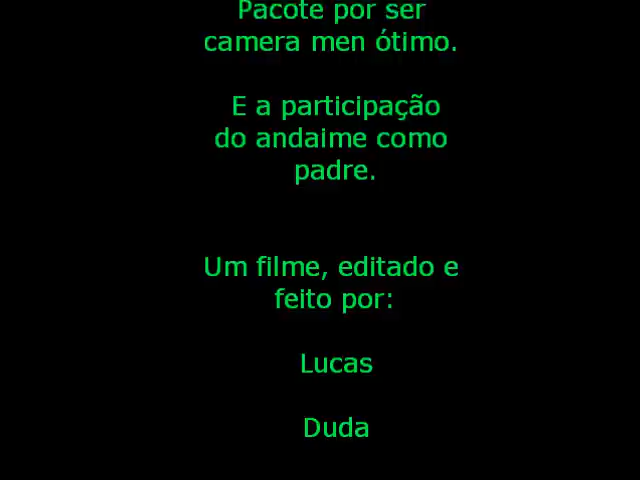 Pacote por ser
camera men ótimo.
E a participação
do andaime como
padre.
Um filme, editado e
feito por:
Lucas
Duda